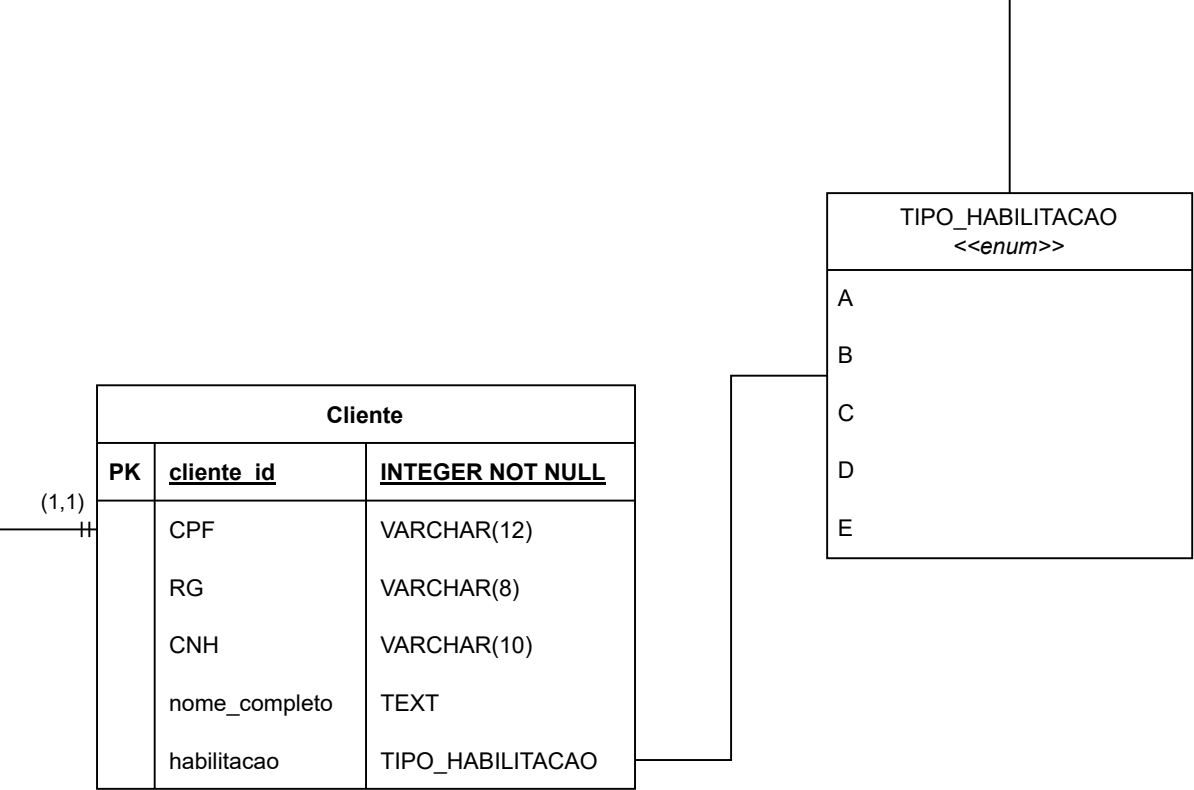 TIPO_HABILITACAO
<<enum>>
A
B
C
D
E
Cliente
PK cliente_id INTEGER NOT NULL
(1,1)
CPF VARCHAR(12)
RG VARCHAR(8)
CNH VARCHAR(10)
nome_completo TEXT
habilitacao TIPO_HABILITACAO